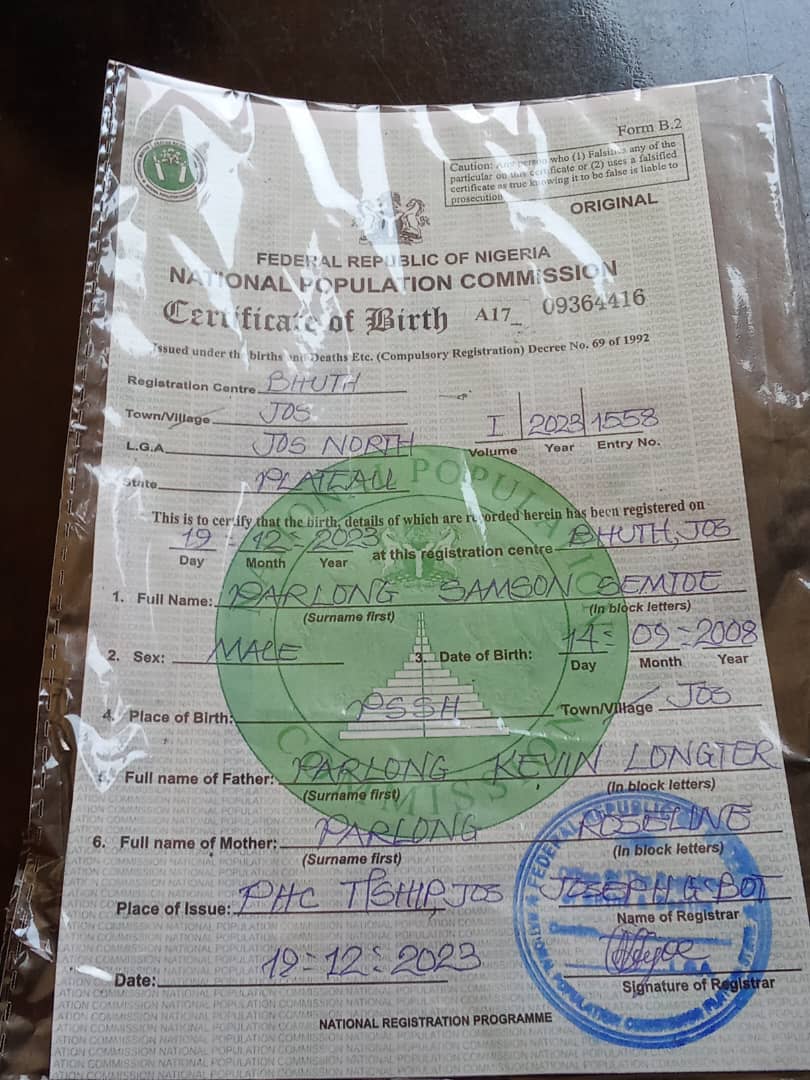 Form B.2
Caution: Any person who (1) Falsifies any of the
particular on this certificate or (2) uses a falsified
certificate as true knowing it to be false is liable to
prosecution
ORIGINAL
FEDERAL REPUBLIC OF NIGERIA
NATIONAL POPULATION COMMISSION
Certificate of Birth A17_ 09364416
Issued under the births and Deaths Etc. (Compulsory Registration) Decree No. 69 of 1992
Registration Centre BHUTH
Town/Village JOS
I 2023 1558
Volume Year Entry No.
L.G.A JOS NORTH
State PLATEAU
This is to certify that the birth, details of which are recorded herein has been registered on
19-12-2023 at this registration centre BHUTH, JOS
Day Month Year
1. Full Name: PARLONG SAMSON SEMIOE
(Surname first) (In block letters)
2. Sex: MALE 3. Date of Birth: 14: 09-2008
Day Month Year
4. Place of Birth: PSSH Town/Village JOS
5. Full name of Father: PARLONG KEVIN LONGTER
(Surname first) (In block letters)
6. Full name of Mother: PARLONG ROSELINE
(Surname first) (In block letters)
Place of Issue: PHC T/SHIP, JOS JOSEPH G. BOT
Name of Registrar
Date: 19-12-2023
Signature of Registrar
NATIONAL REGISTRATION PROGRAMME